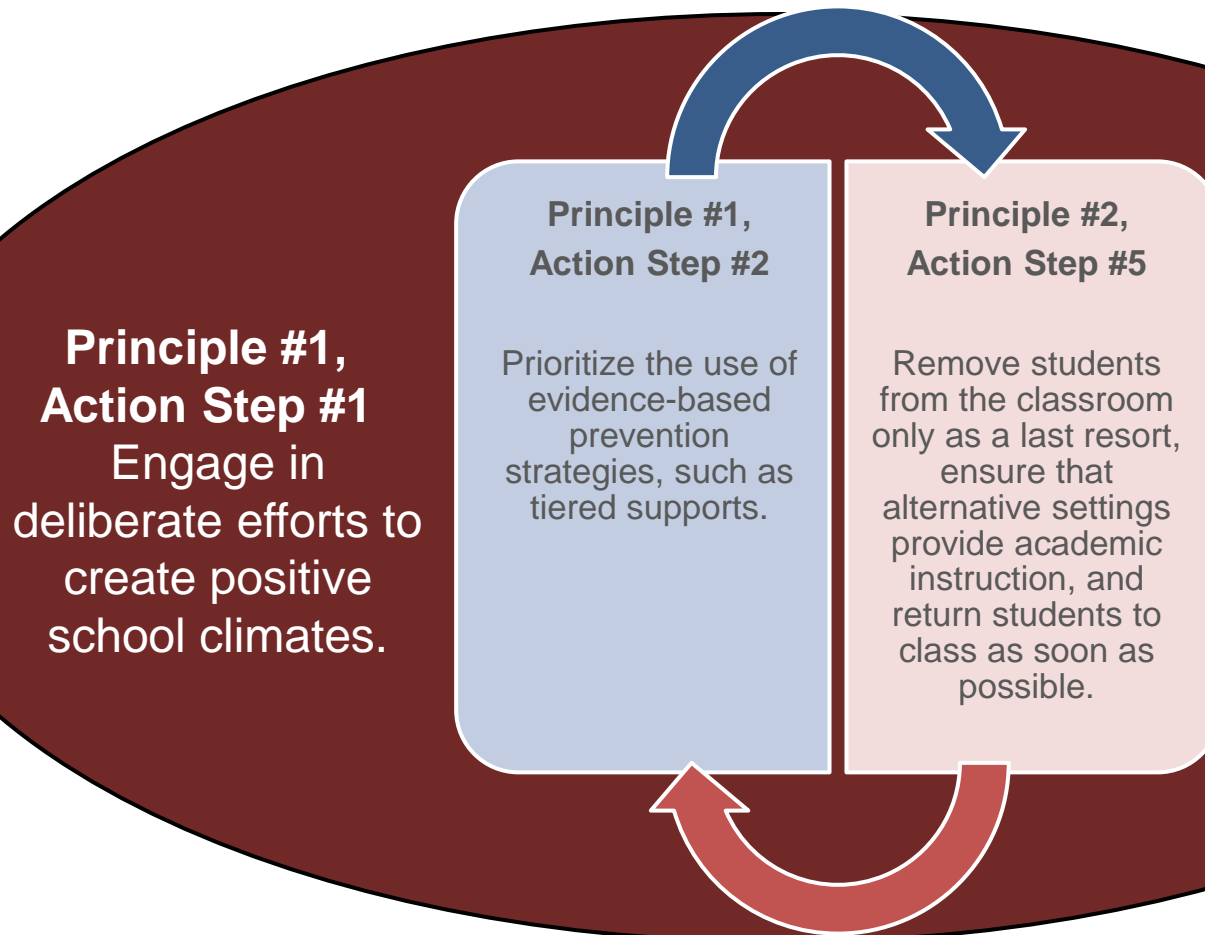 Principle #1,
Action Step #1
Engage in
deliberate efforts to
create positive
school climates.
Principle #1,
Action Step #2
Prioritize the use of
evidence-based
prevention
strategies, such as
tiered supports.
Principle #2,
Action Step #5
Remove students
from the classroom
only as a last resort,
ensure that
alternative settings
provide academic
instruction, and
return students to
class as soon as
possible.